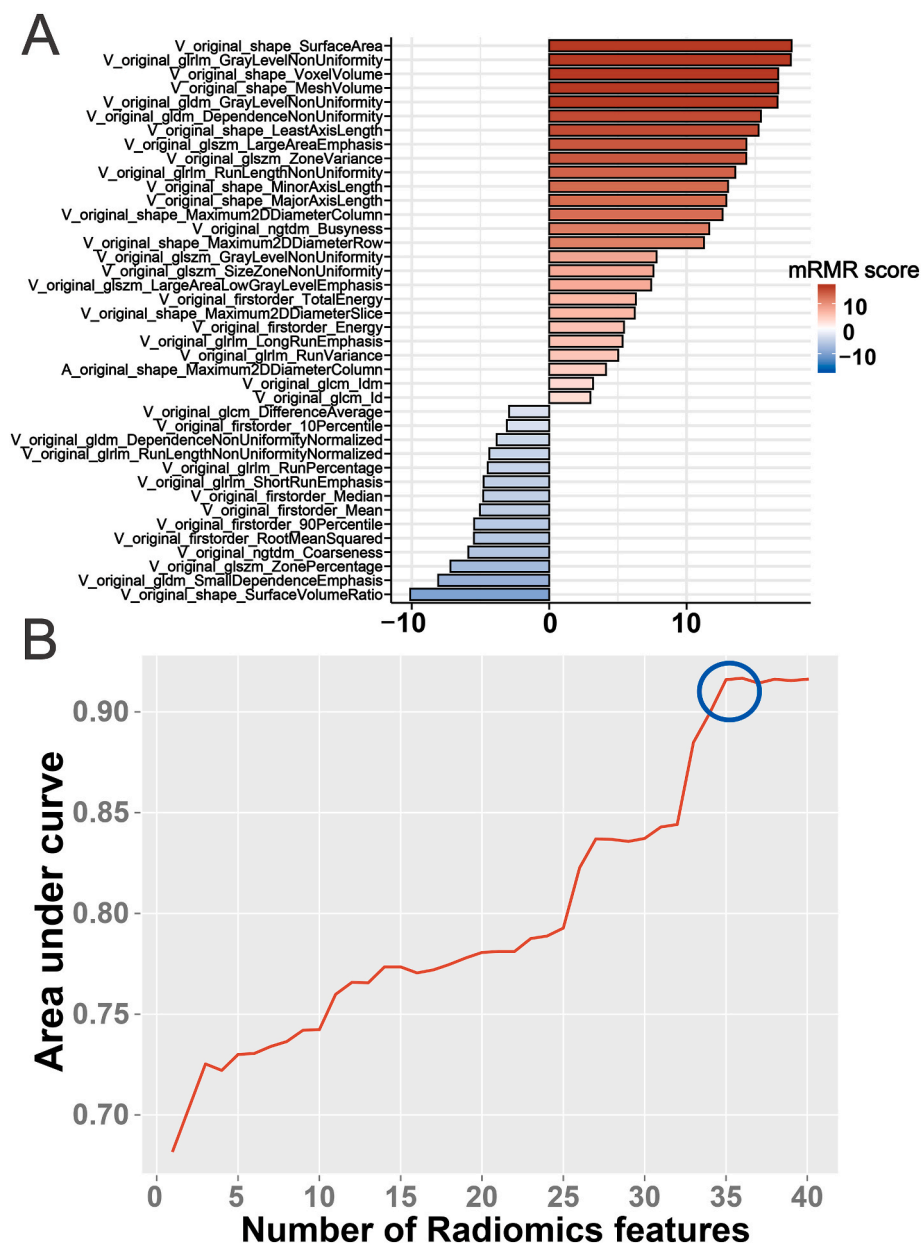 A
V_original_shape_SurfaceArea
V_original_glrlm_GrayLevelNonUniformity
V_original_shape_VoxelVolume
V_original_shape_MeshVolume
V_original_gldm_GrayLevelNonUniformity
V_original_gldm_DependenceNonUniformity
V_original_shape_LeastAxisLength
V_original_glszm_LargeAreaEmphasis
V_original_glszm_ZoneVariance
V_original_glrlm_RunLengthNonUniformity
V_original_shape_MinorAxisLength
V_original_shape_MajorAxisLength
V_original_shape_Maximum2DDiameterColumn
V_original_ngtdm_Busyness
V_original_shape_Maximum2DDiameterRow
V_original_glszm_GrayLevelNonUniformity
V_original_glszm_SizeZoneNonUniformity
V_original_glszm_LargeAreaLowGrayLevelEmphasis
V_original_firstorder_TotalEnergy
V_original_shape_Maximum2DDiameterSlice
V_original_firstorder_Energy
V_original_glrlm_LongRunEmphasis
V_original_glrlm_RunVariance
A_original_shape_Maximum2DDiameterColumn
V_original_glcm_Idm
V_original_glcm_Id
V_original_glcm_DifferenceAverage
V_original_firstorder_10Percentile
V_original_gldm_DependenceNonUniformityNormalized
V_original_glrlm_RunLengthNonUniformityNormalized
V_original_glrlm_RunPercentage
V_original_glrlm_ShortRunEmphasis
V_original_firstorder_Median
V_original_firstorder_Mean
V_original_firstorder_90Percentile
V_original_firstorder_RootMeanSquared
V_original_ngtdm_Coarseness
V_original_glszm_ZonePercentage
V_original_gldm_SmallDependenceEmphasis
V_original_shape_SurfaceVolumeRatio
−10 0 10
mRMR score
10
0
−10
B
Area under curve
0.90
0.85
0.80
0.75
0.70
0 5 10 15 20 25 30 35 40
Number of Radiomics features